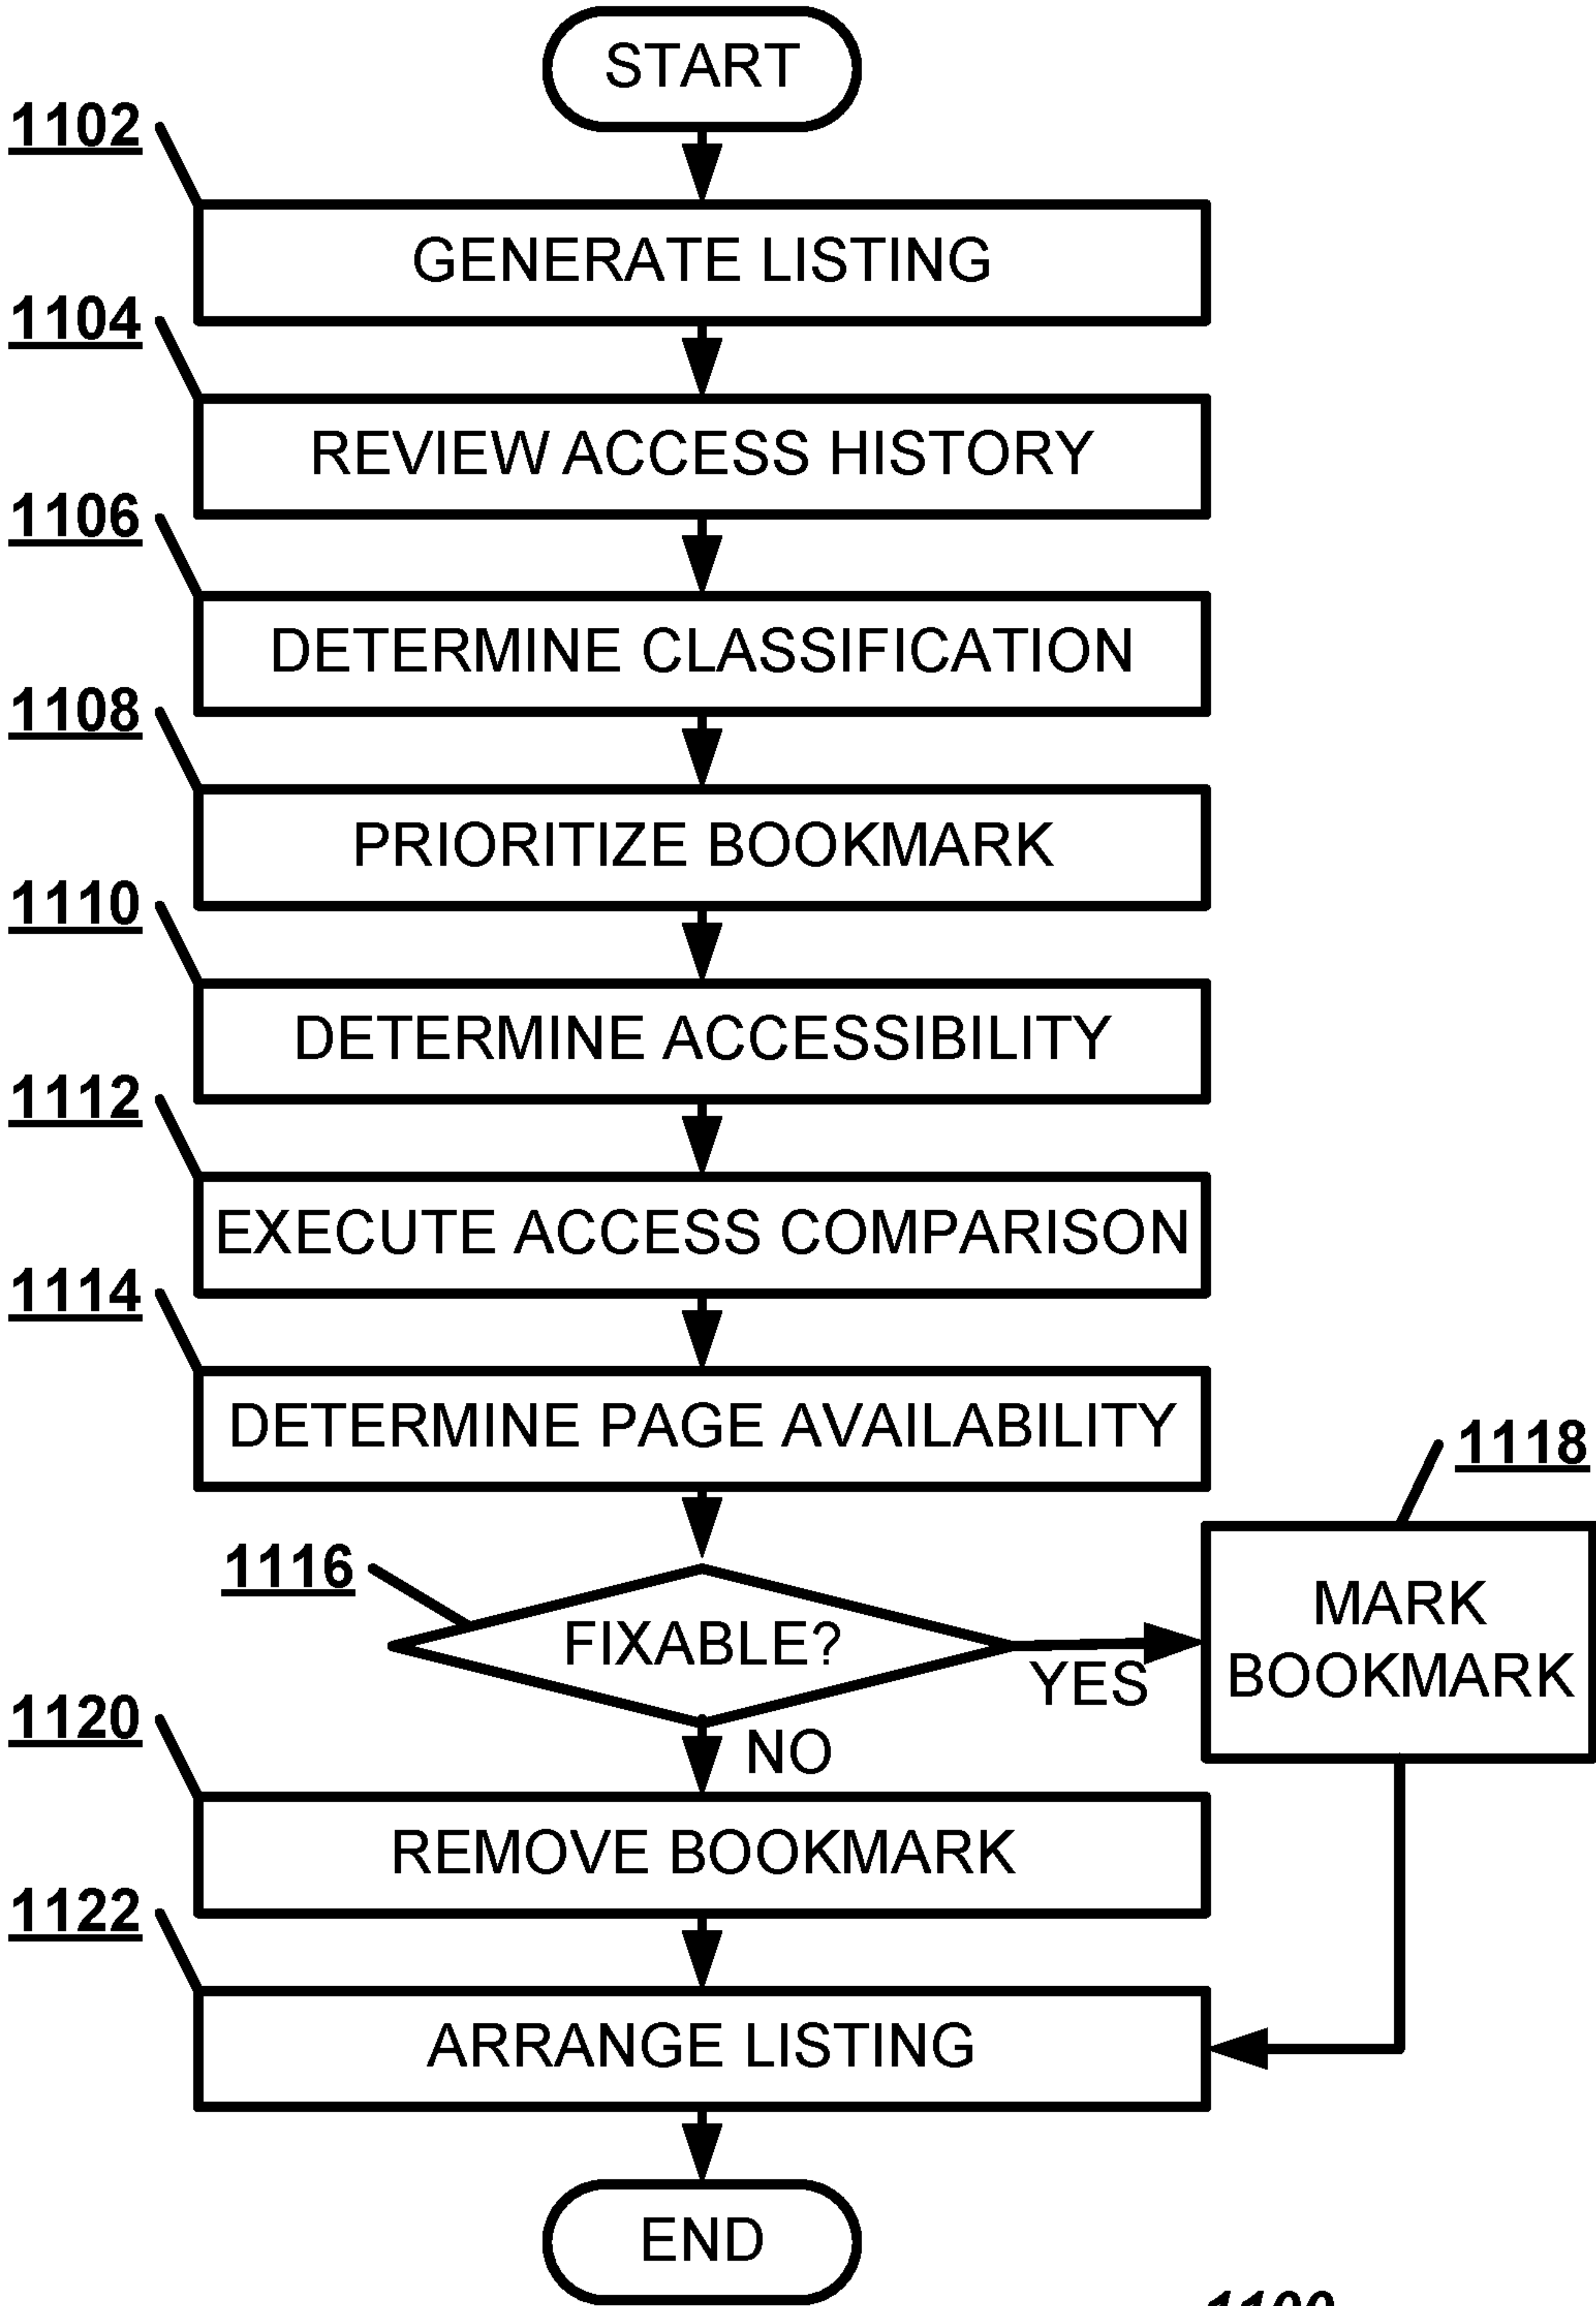 START
1102
GENERATE LISTING
1104
REVIEW ACCESS HISTORY
1106
DETERMINE CLASSIFICATION
1108
PRIORITIZE BOOKMARK
1110
DETERMINE ACCESSIBILITY
1112
EXECUTE ACCESS COMPARISON
1114
DETERMINE PAGE AVAILABILITY
1118
MARK
BOOKMARK
1116
FIXABLE?
YES
NO
1120
REMOVE BOOKMARK
1122
ARRANGE LISTING
END